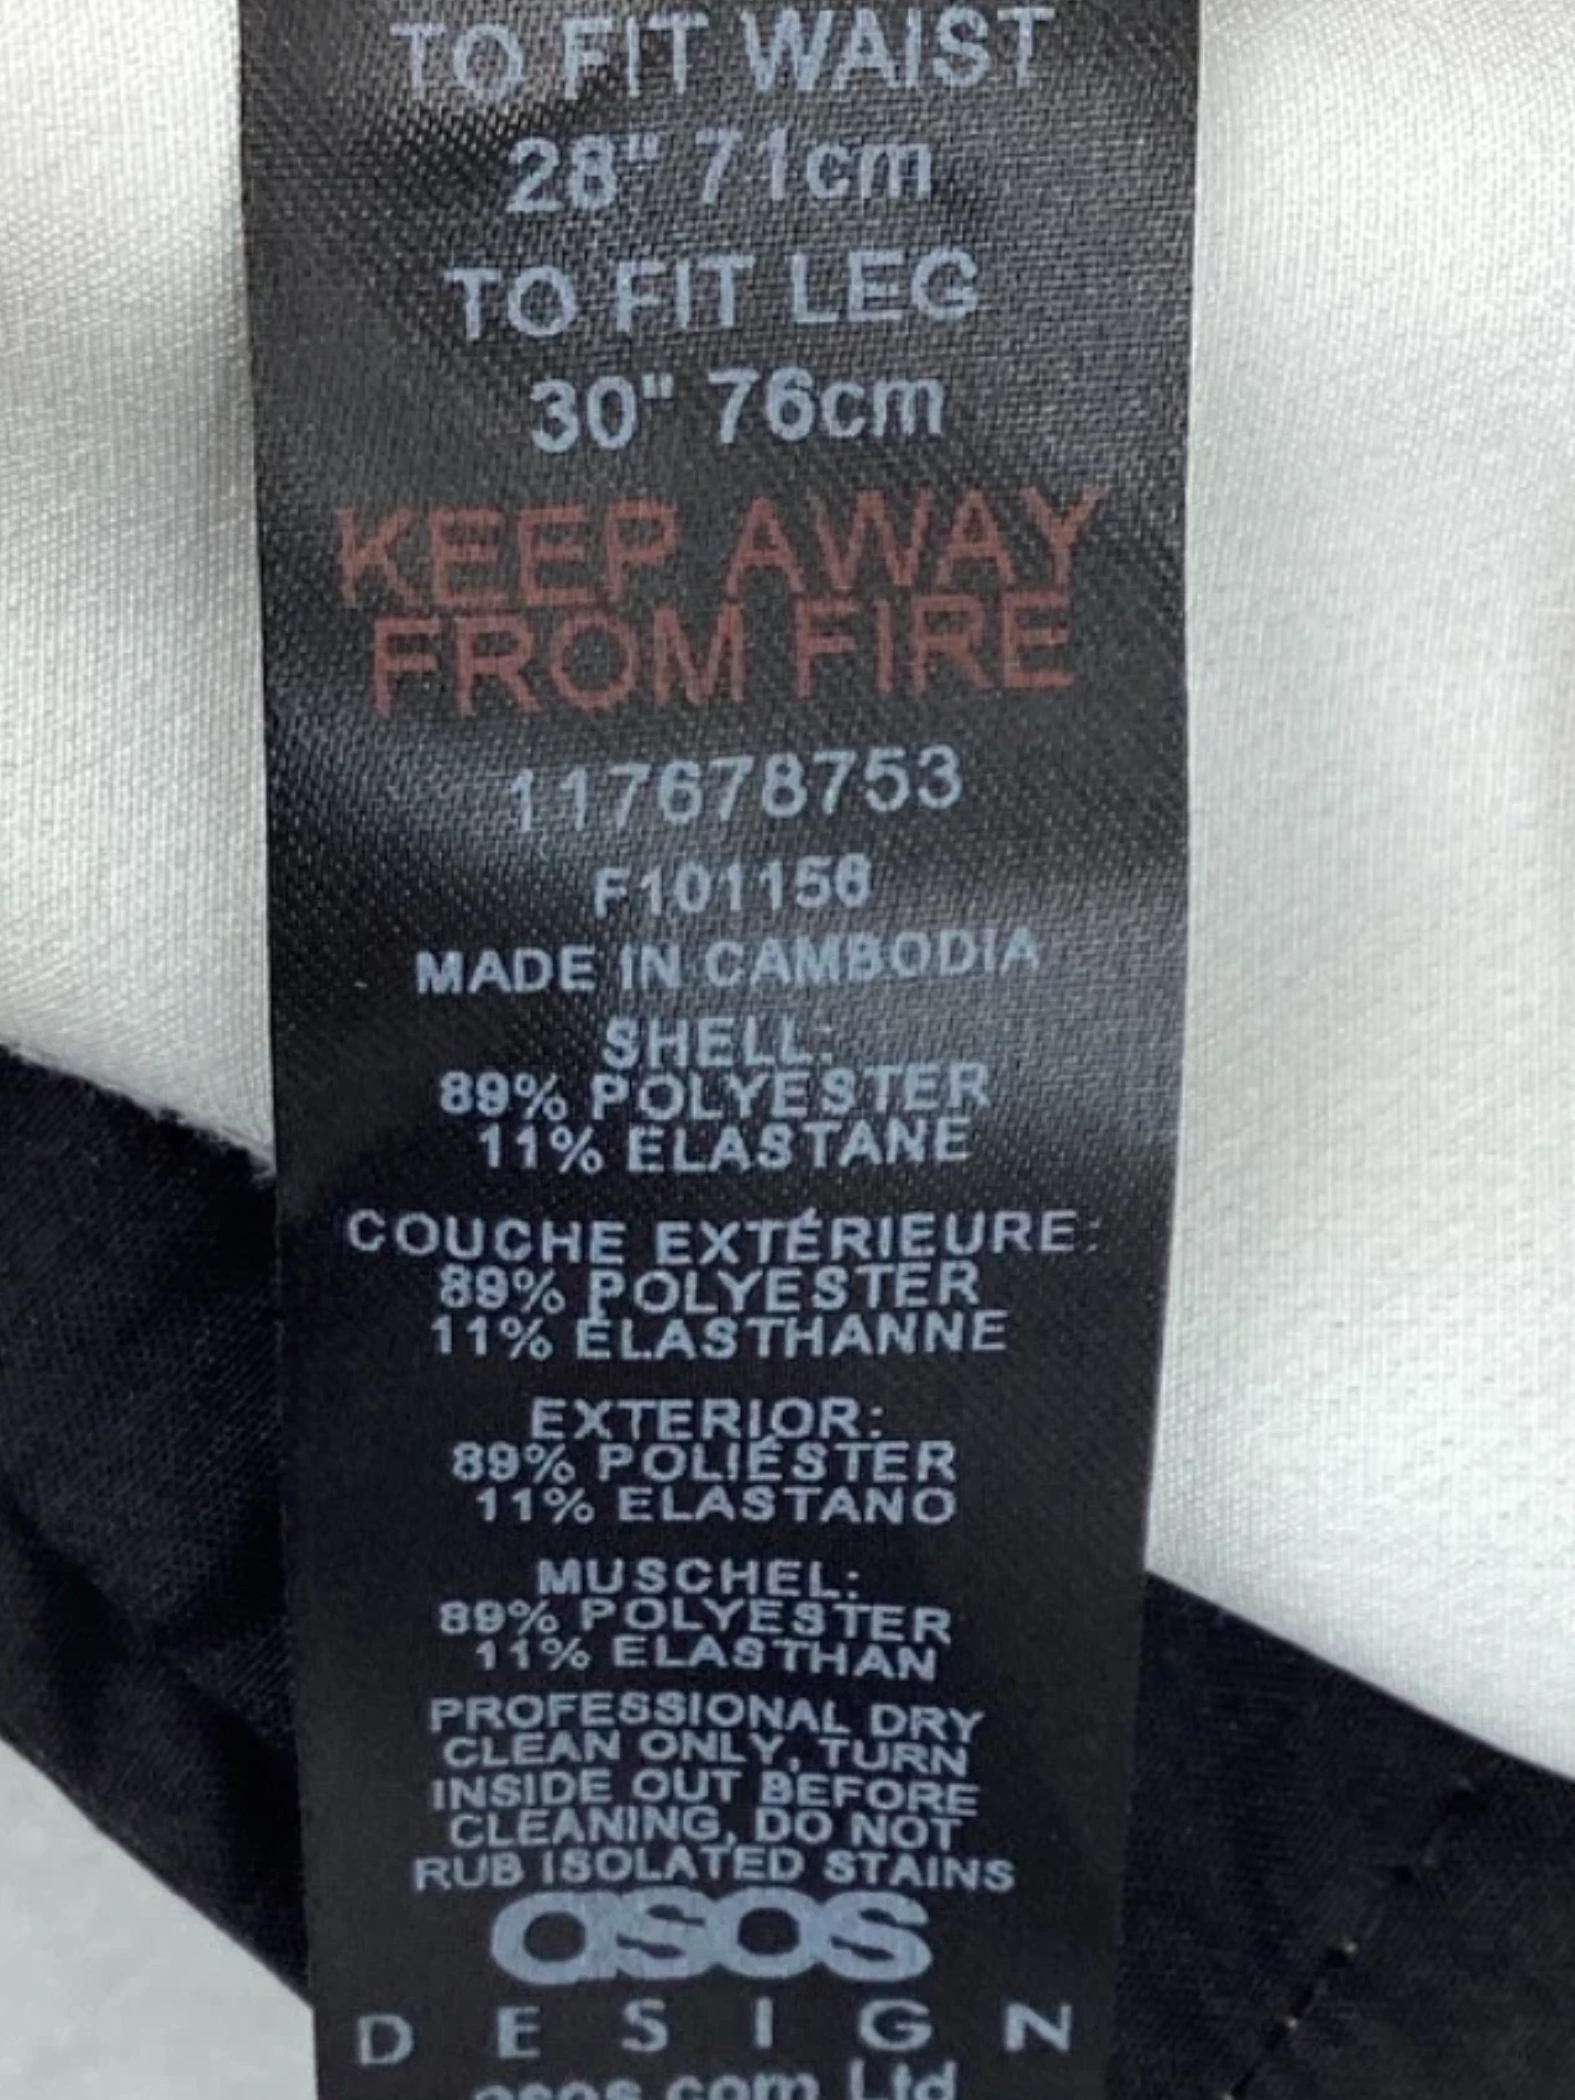 TO FIT WAIST
28" 71cm
TO FIT LEG
30" 76cm
KEEP AWAY
FROM FIRE
117678753
F101156
MADE IN CAMBODIA
SHELL:
89% POLYESTER
11% ELASTANE
COUCHE EXTÉRIEURE:
89% POLYESTER
11% ÉLASTHANNE
EXTERIOR:
89% POLIÉSTER
11% ELASTANO
MUSCHEL:
89% POLYESTER
11% ELASTHAN
PROFESSIONAL DRY
CLEAN ONLY, TURN
INSIDE OUT BEFORE
CLEANING, DO NOT
RUB ISOLATED STAINS
asos
DESIGN
asos.com Ltd